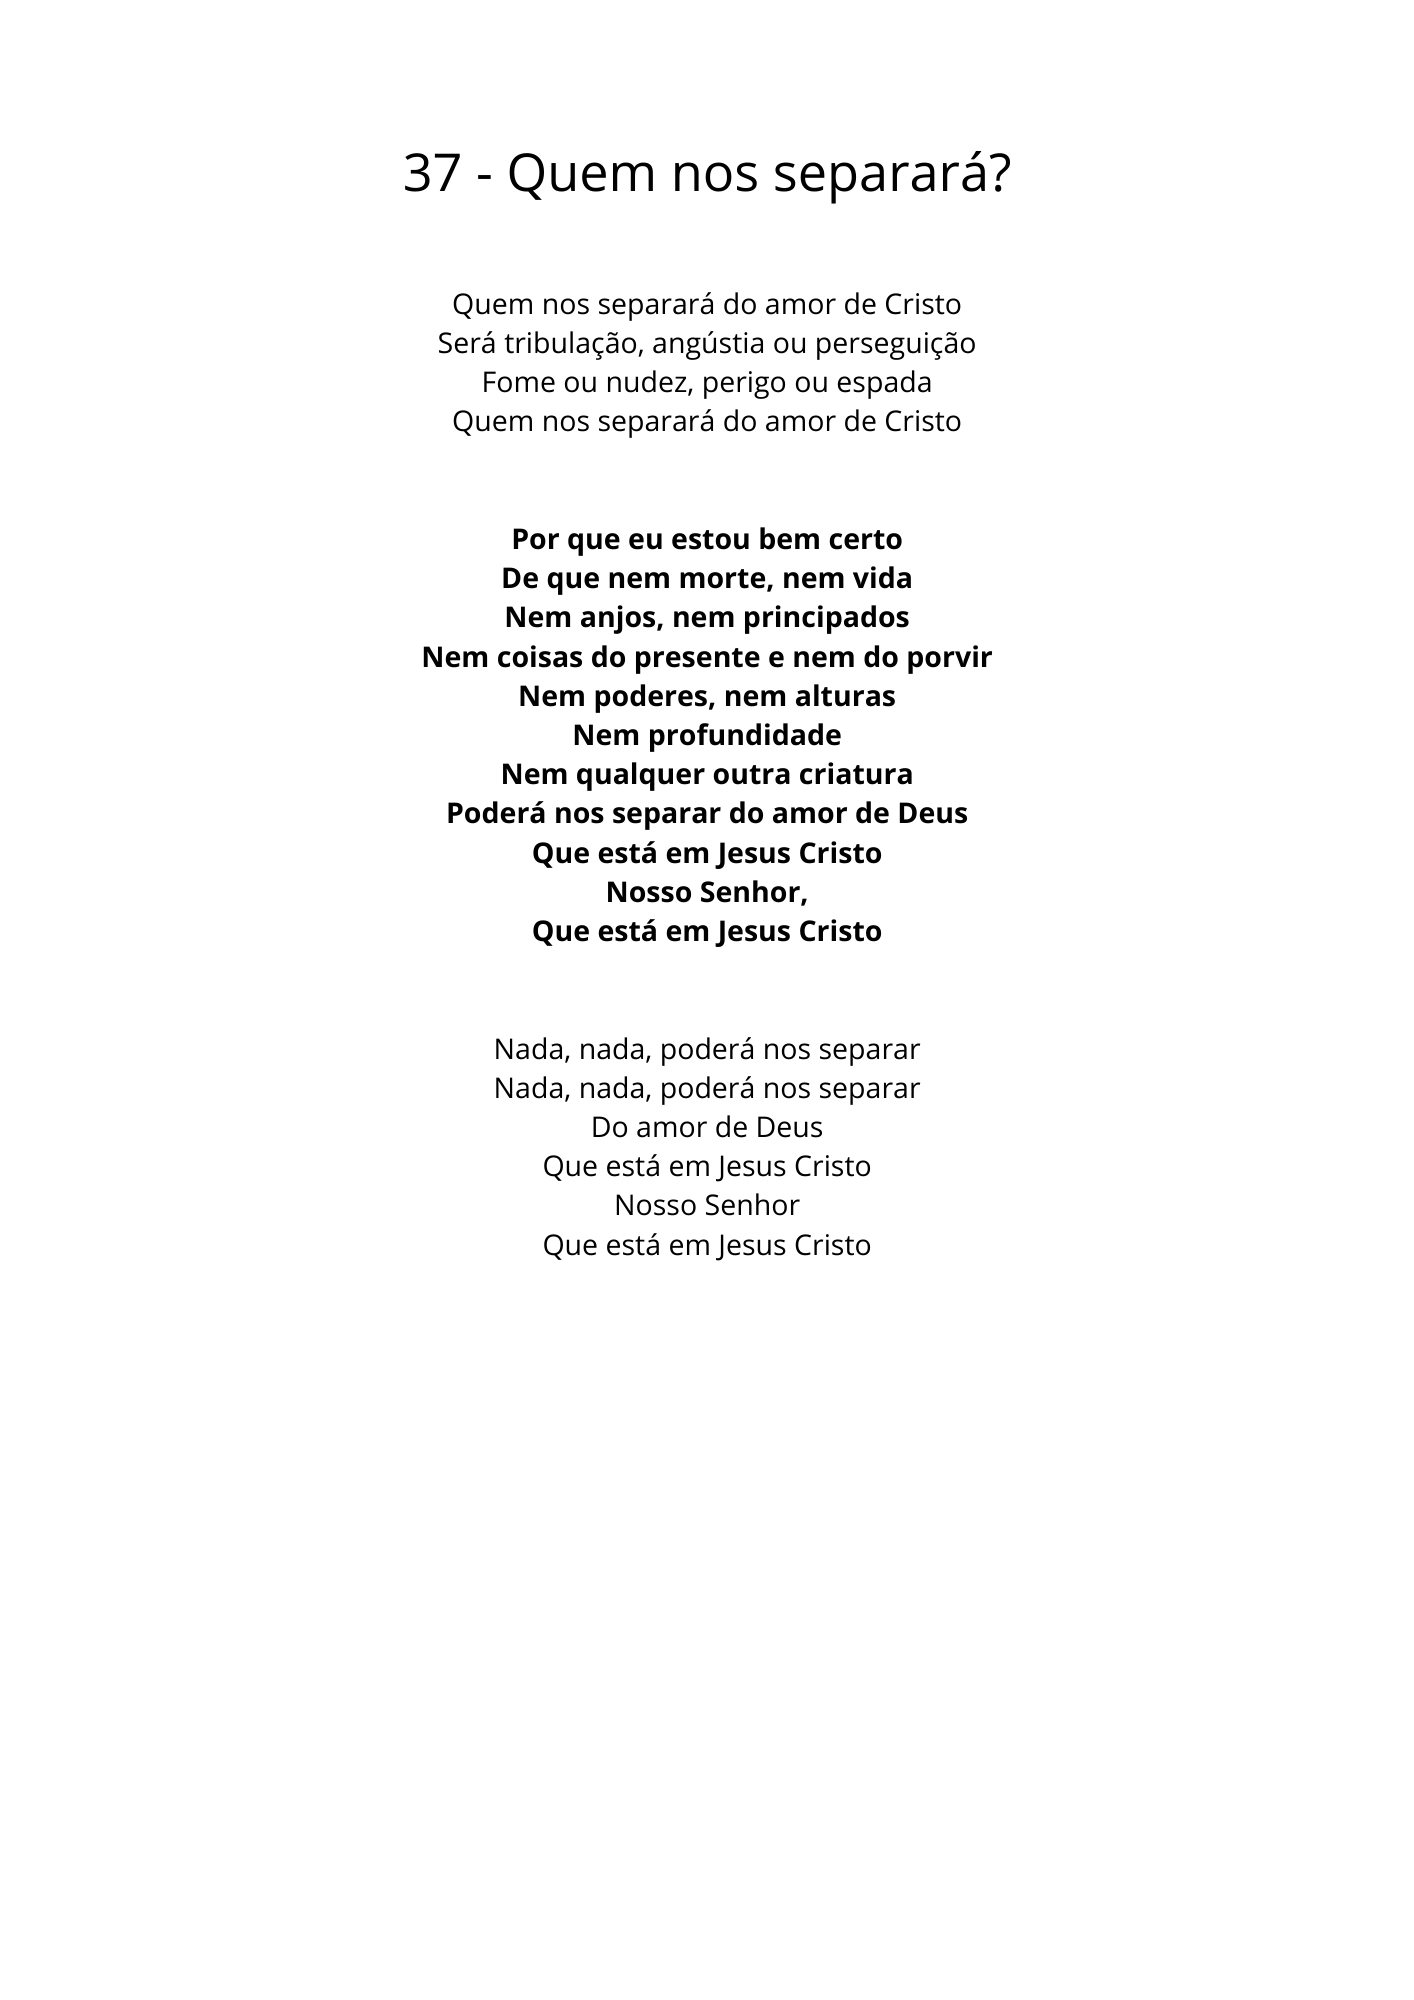 37 - Quem nos separará?
Quem nos separará do amor de Cristo
Será tribulação, angústia ou perseguição
Fome ou nudez, perigo ou espada
Quem nos separará do amor de Cristo
Por que eu estou bem certo
De que nem morte, nem vida
Nem anjos, nem principados
Nem coisas do presente e nem do porvir
Nem poderes, nem alturas
Nem profundidade
Nem qualquer outra criatura
Poderá nos separar do amor de Deus
Que está em Jesus Cristo
Nosso Senhor,
Que está em Jesus Cristo
Nada, nada, poderá nos separar
Nada, nada, poderá nos separar
Do amor de Deus
Que está em Jesus Cristo
Nosso Senhor
Que está em Jesus Cristo